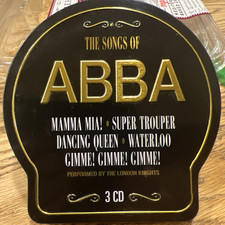 THE SONGS OF
ABBA
MAMMA MIA! • SUPER TROUPER
DANCING QUEEN • WATERLOO
GIMME! GIMME! GIMME!
PERFORMED BY THE LONDON KNIGHTS
3 CD